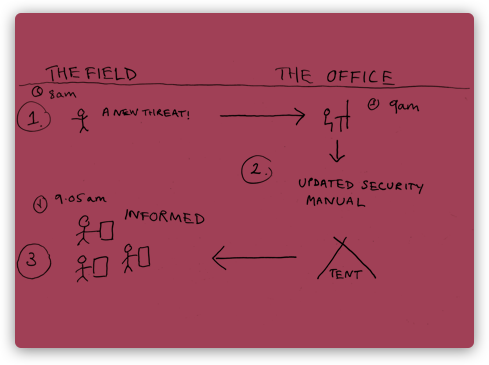 THE FIELD
THE OFFICE
8am
1.
A NEW THREAT!
9am
2.
UPDATED SECURITY
MANUAL
9.05am
INFORMED
3
TENT